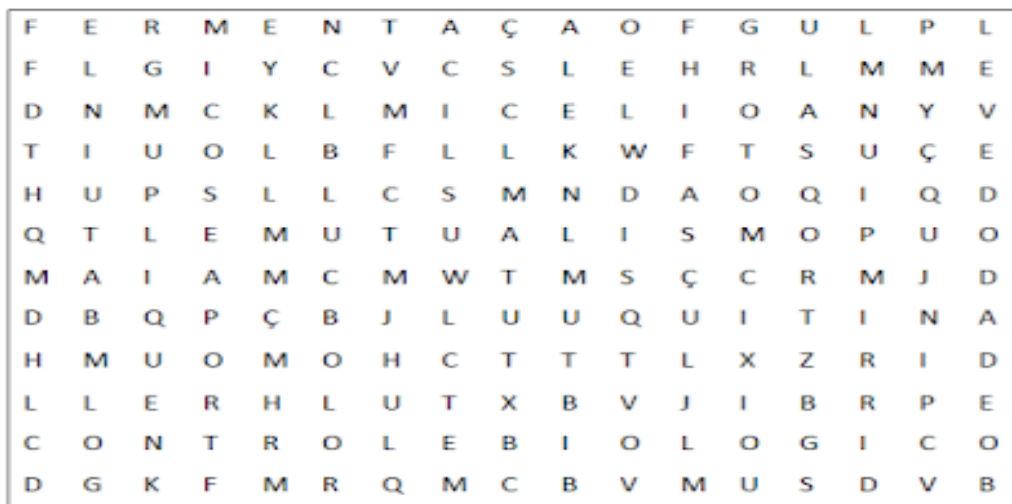 F E R M E N T A Ç A O F G U L P L
F L G I Y C V C S L E H R L M M E
D N M C K L M I C E L I O A N Y V
T I U O L B F L L K W F T S U Ç E
H U P S L L C S M N D A O Q I Q D
Q T L E M U T U A L I S M O P U O
M A I A M C M W T M S Ç C R M J D
D B Q P Ç B J L U U Q U I T I N A
H M U O M O H C T T T L X Z R I D
L L E R H L U T X B V J I B R P E
C O N T R O L E B I O L O G I C O
D G K F M R Q M C B V M U S D V B